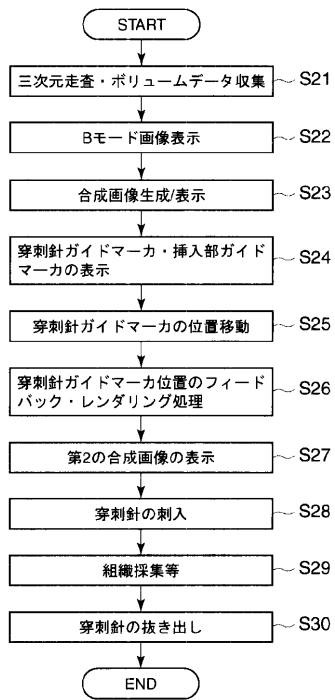 START
三次元走査・ボリュームデータ収集
S21
Bモード画像表示
S22
合成画像生成/表示
S23
穿刺針ガイドマーカ・挿入部ガイド
マーカの表示
S24
穿刺針ガイドマーカの位置移動
S25
穿刺針ガイドマーカ位置のフィード
バック・レンダリング処理
S26
第2の合成画像の表示
S27
穿刺針の刺入
S28
組織採集等
S29
穿刺針の抜き出し
S30
END